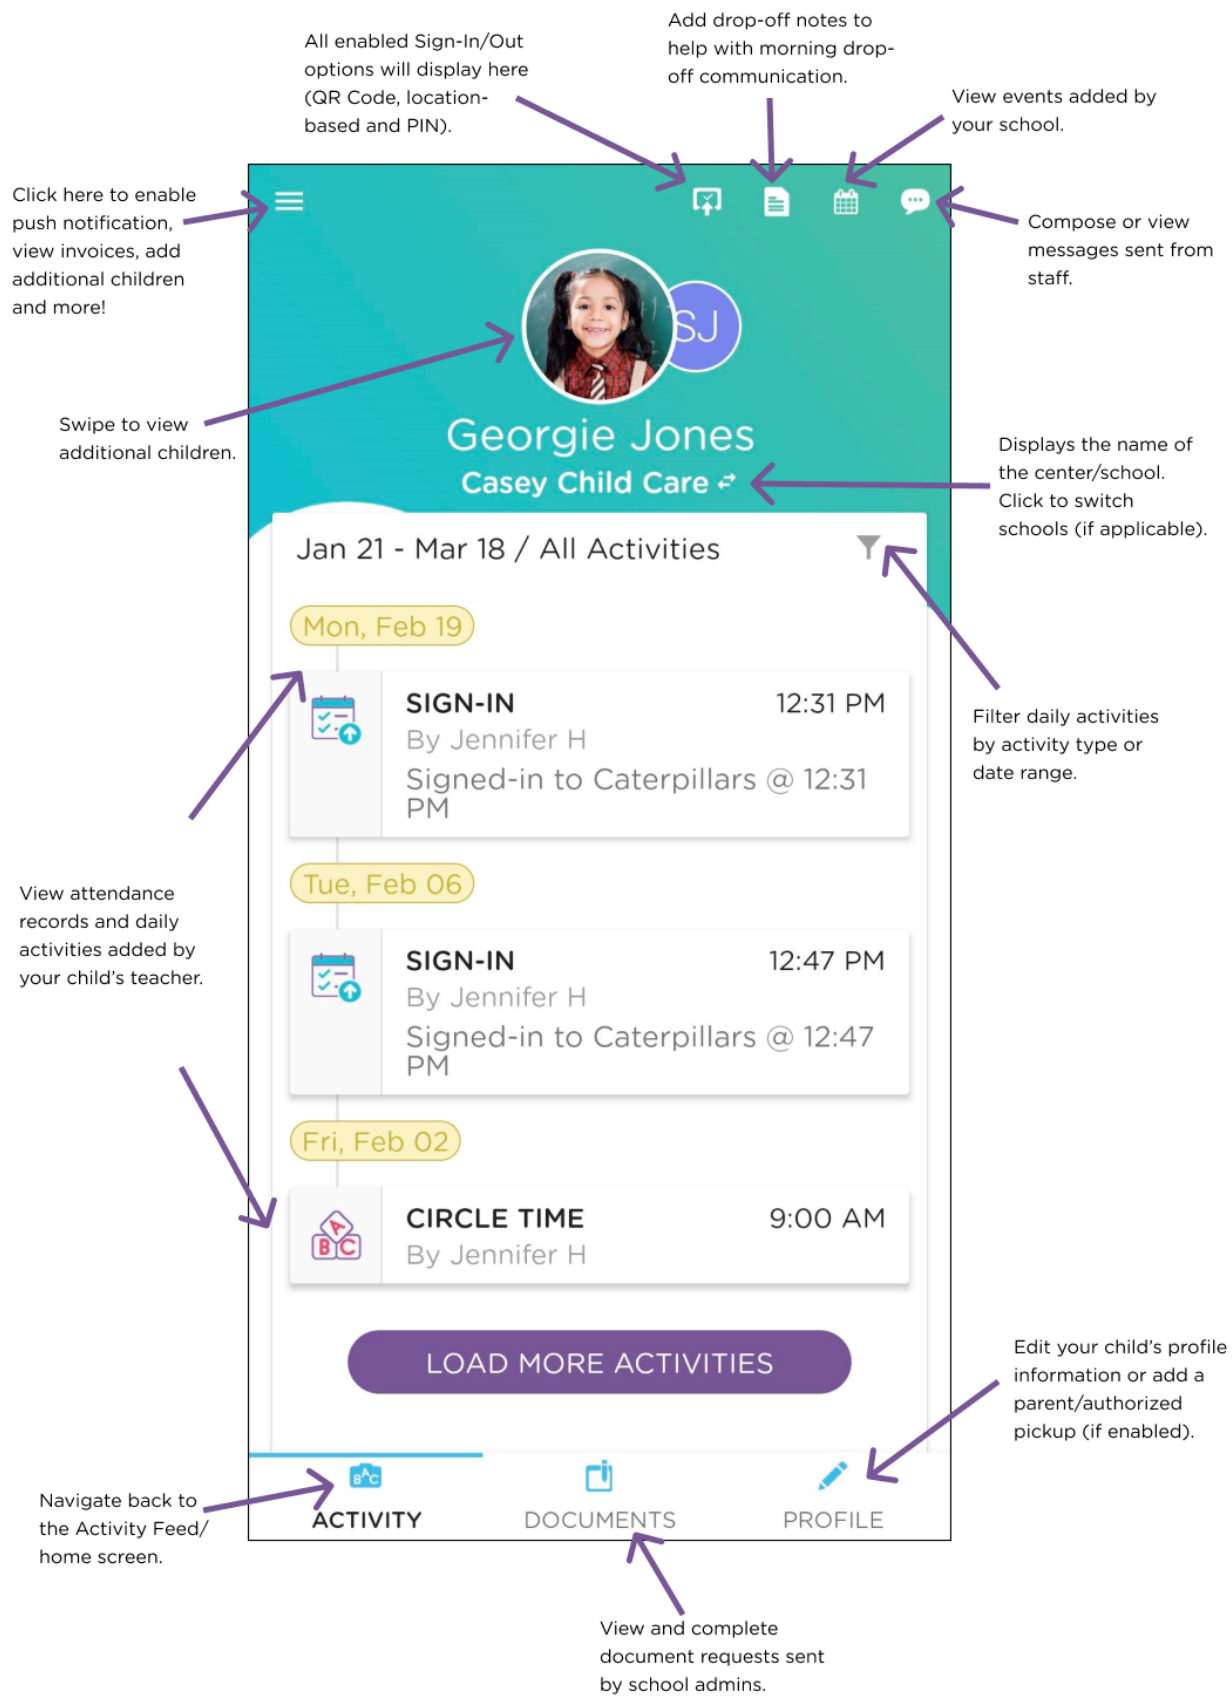 Add drop-off notes to
help with morning drop-
off communication.
All enabled Sign-In/Out
options will display here
(QR Code, location-
based and PIN).
View events added by
your school.
Click here to enable
push notification,
view invoices, add
additional children
and more!
Compose or view
messages sent from
staff.
SJ
Swipe to view
additional children.
Georgie Jones
Casey Child Care
Displays the name of
the center/school.
Click to switch
schools (if applicable).
Jan 21 - Mar 18 / All Activities
Mon, Feb 19
SIGN-IN 12:31 PM
By Jennifer H
Signed-in to Caterpillars @ 12:31
PM
Filter daily activities
by activity type or
date range.
View attendance
records and daily
activities added by
your child's teacher.
Tue, Feb 06
SIGN-IN 12:47 PM
By Jennifer H
Signed-in to Caterpillars @ 12:47
PM
Fri, Feb 02
A
B C
CIRCLE TIME 9:00 AM
By Jennifer H
LOAD MORE ACTIVITIES
Edit your child's profile
information or add a
parent/authorized
pickup (if enabled).
Navigate back to
the Activity Feed/
home screen.
BAC
ACTIVITY DOCUMENTS PROFILE
View and complete
document requests sent
by school admins.